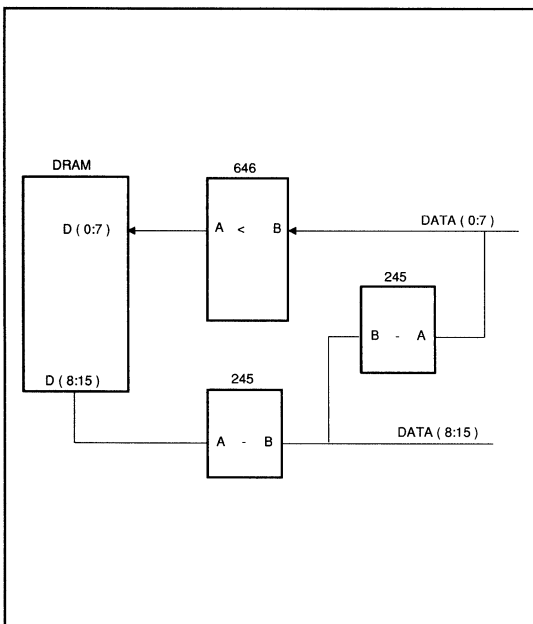 DRAM
646
D ( 0:7 )
A < B
DATA ( 0:7 )
245
B - A
D ( 8:15 )
245
A - B
DATA ( 8:15 )